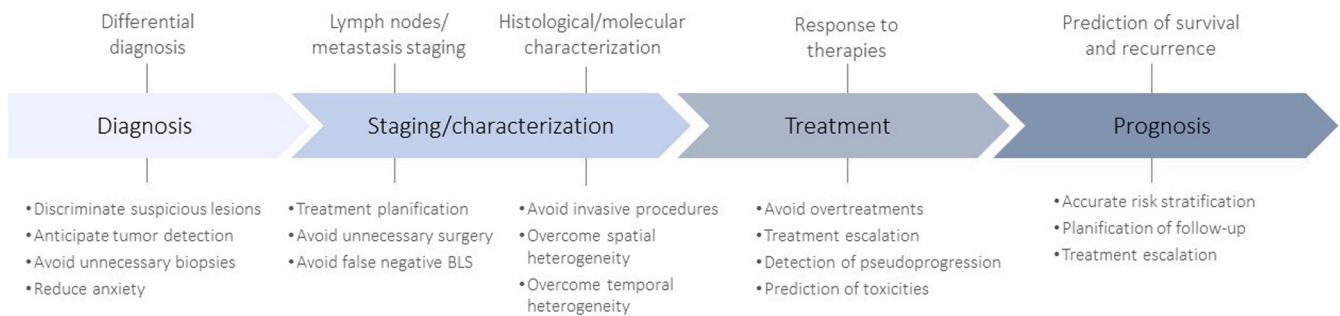 Differential
diagnosis
Lymph nodes/
metastasis staging
Histological/molecular
characterization
Response to
therapies
Prediction of survival
and recurrence
Diagnosis
Staging/characterization
Treatment
Prognosis
•Discriminate suspicious lesions
•Anticipate tumor detection
•Avoid unnecessary biopsies
•Reduce anxiety
•Treatment planification
•Avoid unnecessary surgery
•Avoid false negative BLS
•Avoid invasive procedures
•Overcome spatial
heterogeneity
•Overcome temporal
heterogeneity
•Avoid overtreatments
•Treatment escalation
•Detection of pseudoprogression
•Prediction of toxicities
•Accurate risk stratification
•Planification of follow-up
•Treatment escalation